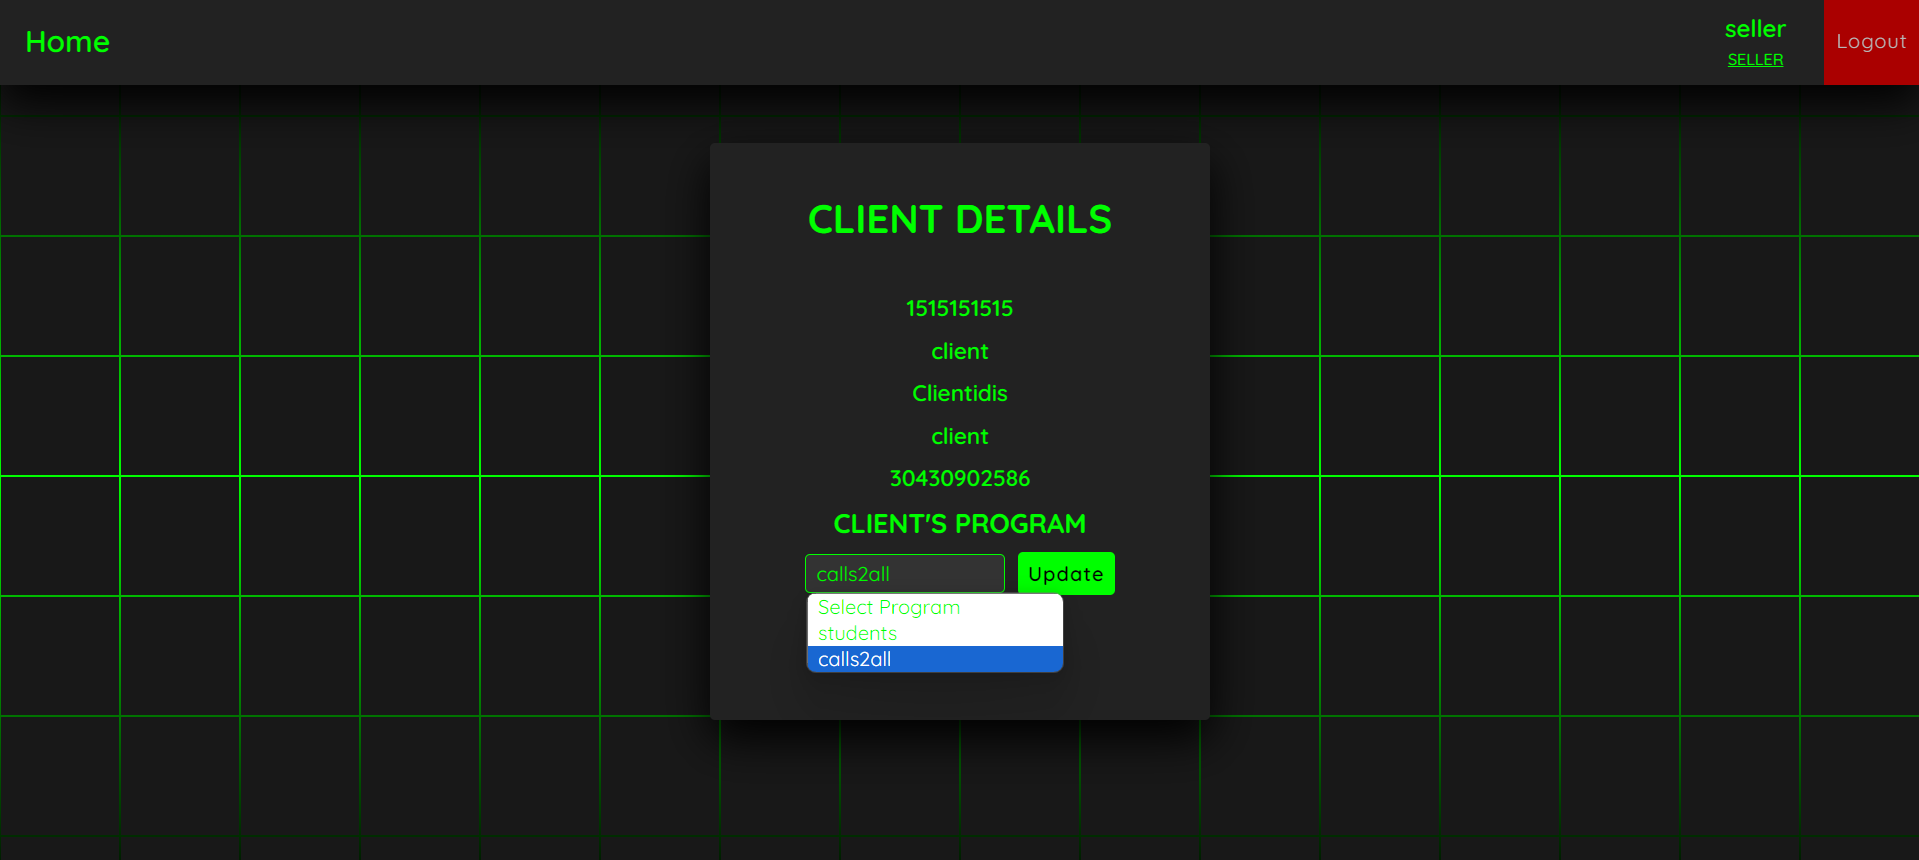 Home
seller
SELLER
Logout
CLIENT DETAILS
1515151515
client
Clientidis
client
30430902586
CLIENT'S PROGRAM
calls2all
Update
Select Program
students
calls2all